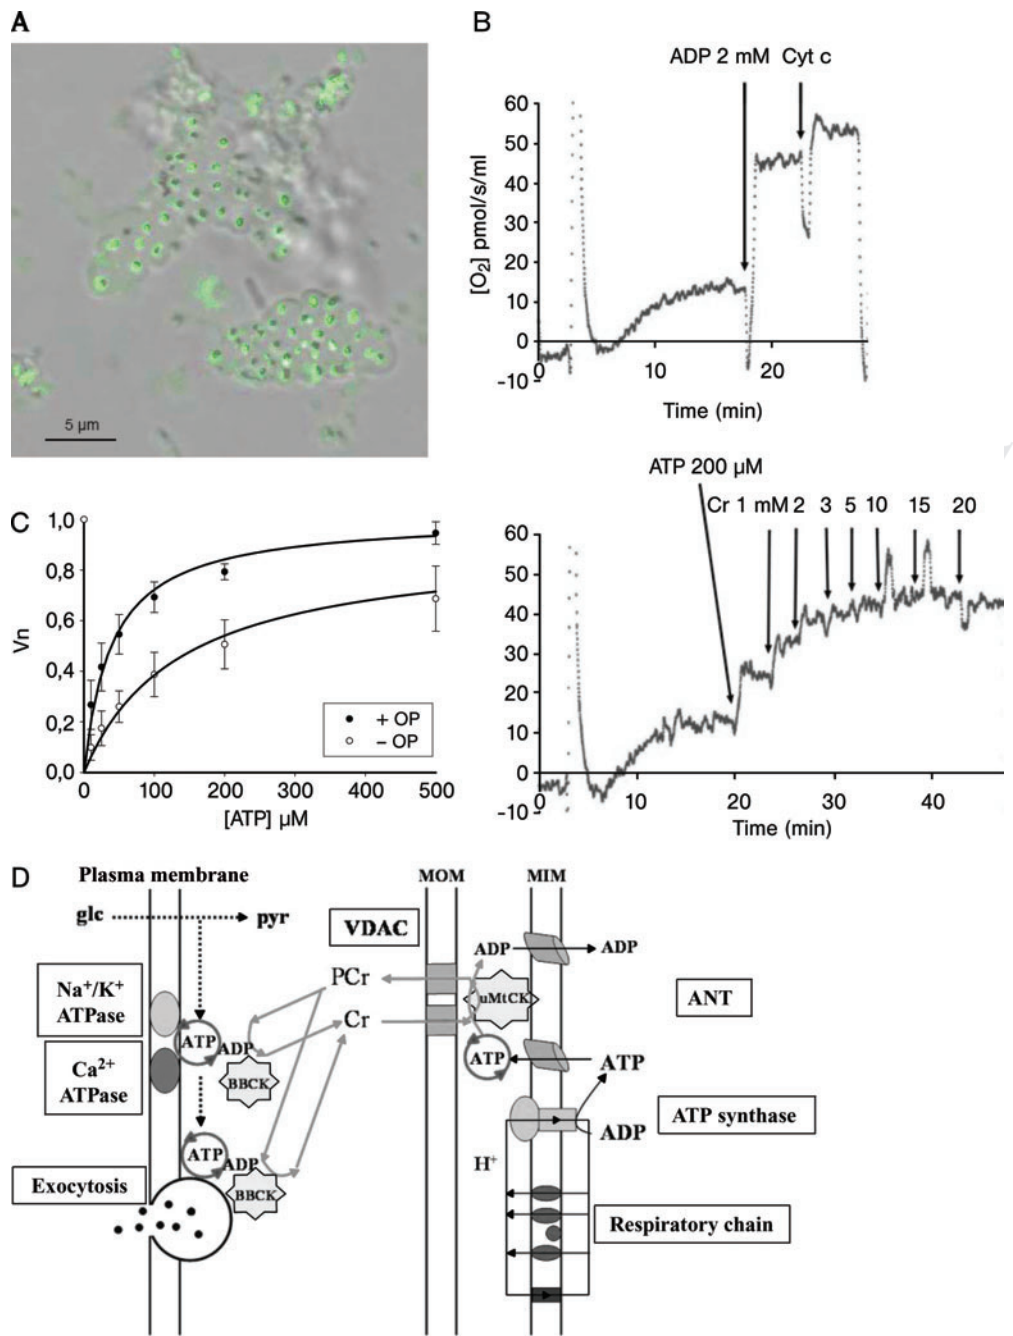 A
5 µm
B
ADP 2 mM Cyt c
60
50
40
30
20
10
0
-10
[O₂] pmol/s/ml
0 10 20
Time (min)
ATP 200 µM
Cr 1 mM 2 3 5 10 15 20
60
50
40
30
20
10
0
-10
0 10 20 30 40
Time (min)
C
1,0
0,8
0,6
0,4
0,2
0,0
Vn
+ OP
– OP
0 100 200 300 400 500
[ATP] µM
D
Plasma membrane
MOM
MIM
glc
pyr
VDAC
ADP
ADP
Na⁺/K⁺
ATPase
PCr
uMtCK
ANT
Cr
ATP
ADP
BBCK
Ca²⁺
ATPase
ATP
ATP
ATP synthase
ADP
ATP
ADP
BBCK
H⁺
Exocytosis
Respiratory chain